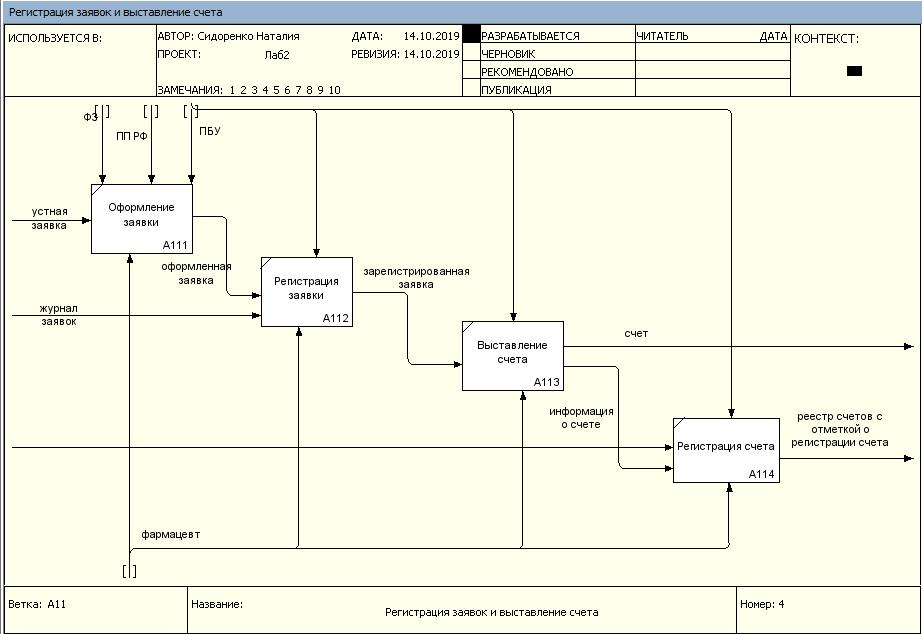 Регистрация заявок и выставление счета
ИСПОЛЬЗУЕТСЯ В:
АВТОР: Сидоренко Наталия
ДАТА: 14.10.2019
ПРОЕКТ: Лаб2
РЕВИЗИЯ: 14.10.2019
ЗАМЕЧАНИЯ: 1 2 3 4 5 6 7 8 9 10
РАЗРАБАТЫВАЕТСЯ
ЧЕРНОВИК
РЕКОМЕНДОВАНО
ПУБЛИКАЦИЯ
ЧИТАТЕЛЬ
ДАТА
КОНТЕКСТ:
ФЗ
ПП РФ
ПБУ
устная
заявка
Оформление
заявки
A111
оформленная
заявка
журнал
заявок
Регистрация
заявки
A112
зарегистрированная
заявка
Выставление
счета
A113
счет
информация
о счете
Регистрация счета
A114
реестр счетов с
отметкой о
регистрации счета
фармацевт
Ветка: A11
Название:
Регистрация заявок и выставление счета
Номер: 4